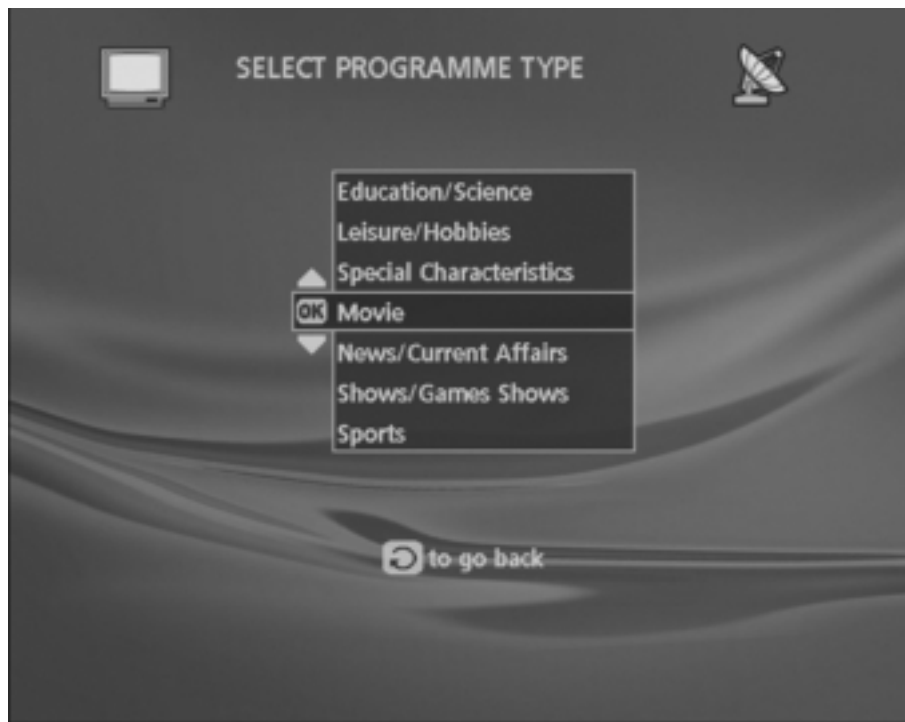 SELECT PROGRAMME TYPE
Education/Science
Leisure/Hobbies
Special Characteristics
OK Movie
News/Current Affairs
Shows/Games Shows
Sports
to go back